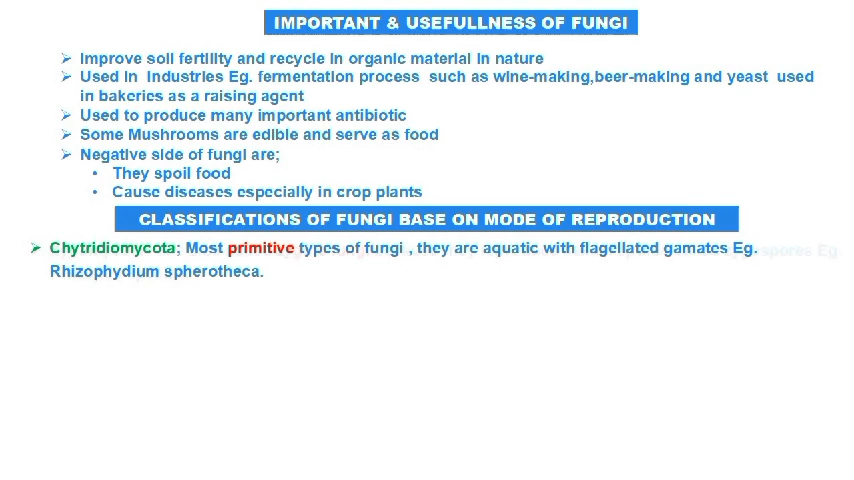 IMPORTANT & USEFULLNESS OF FUNGI
➢ Improve soil fertility and recycle in organic material in nature
➢ Used in Industries Eg. fermentation process such as wine-making,beer-making and yeast used
in bakeries as a raising agent
➢ Used to produce many important antibiotic
➢ Some Mushrooms are edible and serve as food
➢ Negative side of fungi are;
• They spoil food
• Cause diseases especially in crop plants
CLASSIFICATIONS OF FUNGI BASE ON MODE OF REPRODUCTION
➢ Chytridiomycota; Most primitive types of fungi , they are aquatic with flagellated gamates Eg.
Rhizophydium spherotheca.